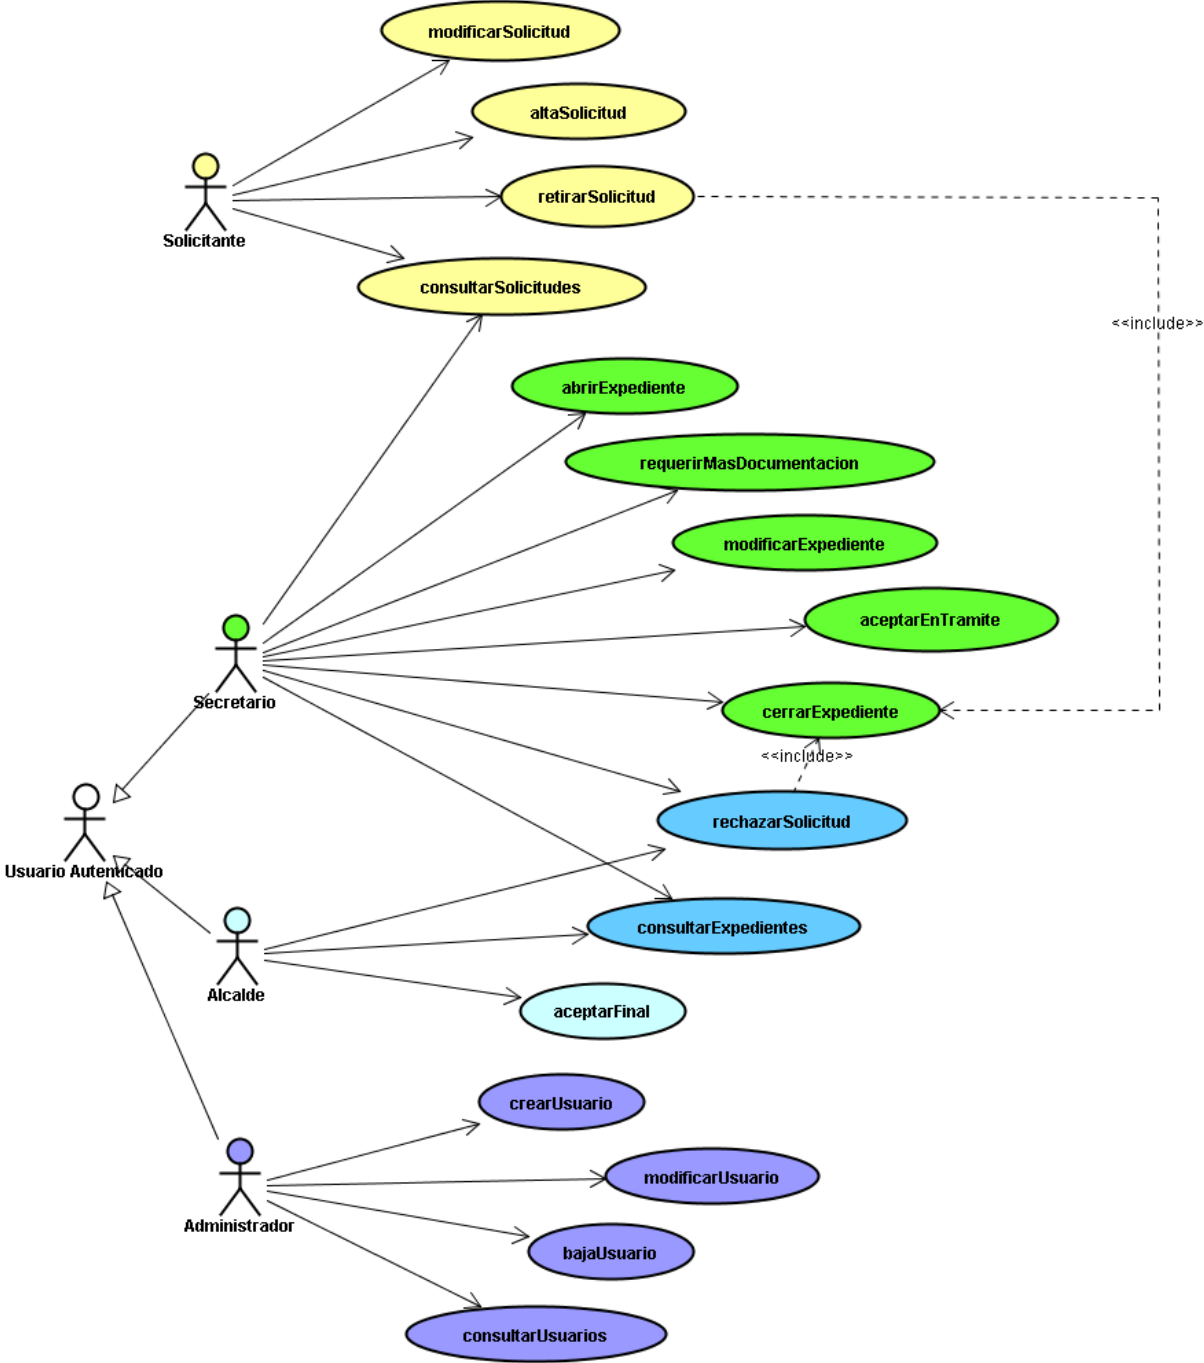 modificarSolicitud
altaSolicitud
retirarSolicitud
Solicitante
consultarSolicitudes
<<include>>
abrirExpediente
requerirMasDocumentacion
modificarExpediente
aceptarEnTramite
Secretario
cerrarExpediente
<<include>>
rechazarSolicitud
Usuario Autenticado
consultarExpedientes
Alcalde
aceptarFinal
crearUsuario
modificarUsuario
Administrador
bajaUsuario
consultarUsuarios